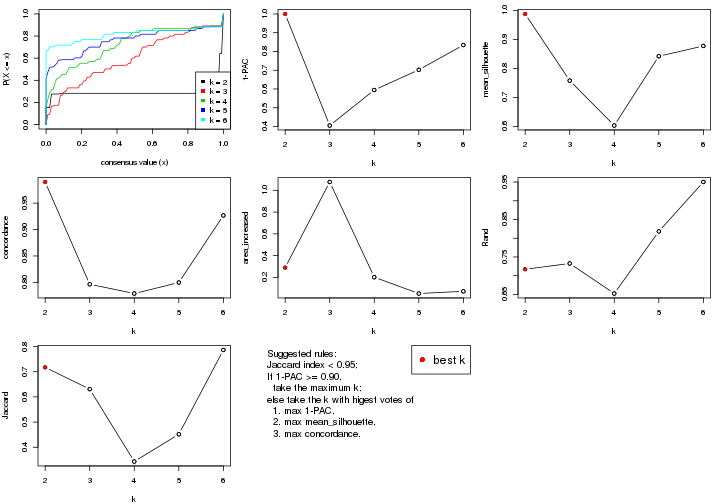 P(X <= x)
0.0 0.2 0.4 0.6 0.8 1.0
0.0 0.2 0.4 0.6 0.8 1.0
consensus value (x)
k = 2
k = 3
k = 4
k = 5
k = 6
1-PAC
0.4 0.5 0.6 0.7 0.8 0.9 1.0
2 3 4 5 6
k
mean_silhouette
0.6 0.7 0.8 0.9
2 3 4 5 6
k
concordance
0.80 0.85 0.90 0.95
2 3 4 5 6
k
area_increased
0.2 0.4 0.6 0.8 1.0
2 3 4 5 6
k
Rand
0.65 0.75 0.85 0.95
2 3 4 5 6
k
Jaccard
0.4 0.5 0.6 0.7 0.8
2 3 4 5 6
k
Suggested rules:
Jaccard index < 0.95;
If 1-PAC >= 0.90,
take the maximum k;
else take the k with higest votes of
1. max 1-PAC,
2. max mean_silhouette,
3. max concordance.
best k